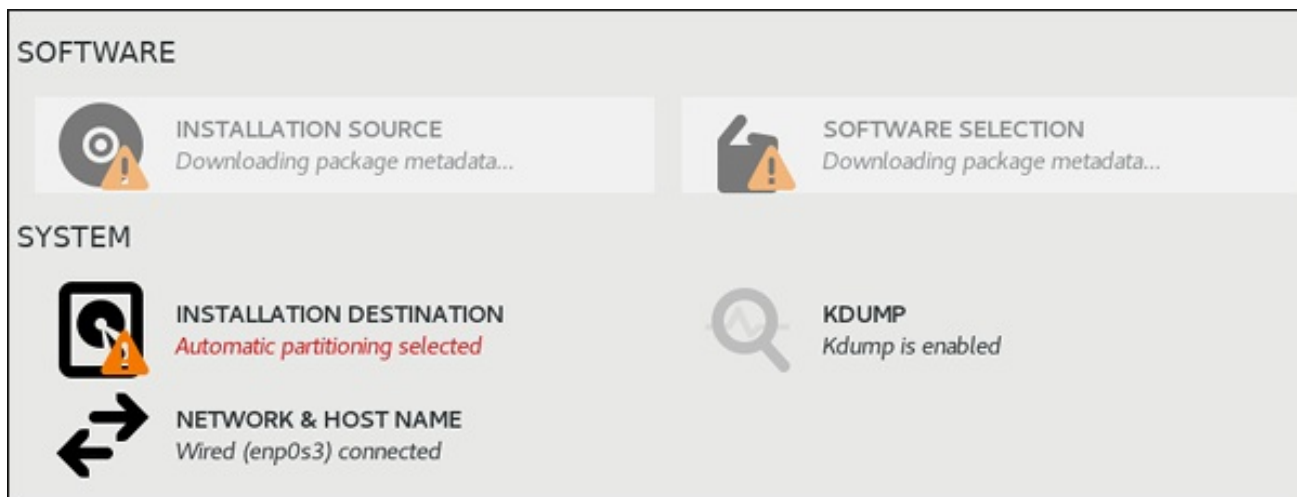 SOFTWARE
INSTALLATION SOURCE
Downloading package metadata...
SOFTWARE SELECTION
Downloading package metadata...
SYSTEM
INSTALLATION DESTINATION
Automatic partitioning selected
KDUMP
Kdump is enabled
NETWORK & HOST NAME
Wired (enp0s3) connected